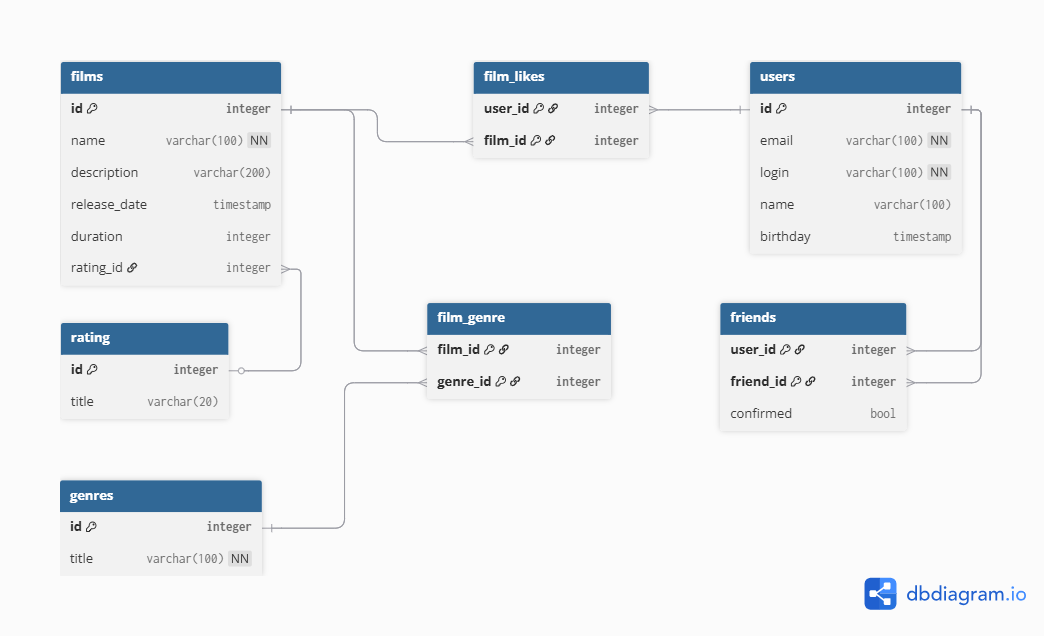 films
id integer
name varchar(100) NN
description varchar(200)
release_date timestamp
duration integer
rating_id integer
film_likes
user_id integer
film_id integer
users
id integer
email varchar(100) NN
login varchar(100) NN
name varchar(100)
birthday timestamp
rating
id integer
title varchar(20)
film_genre
film_id integer
genre_id integer
friends
user_id integer
friend_id integer
confirmed bool
genres
id integer
title varchar(100) NN
dbdiagram.io